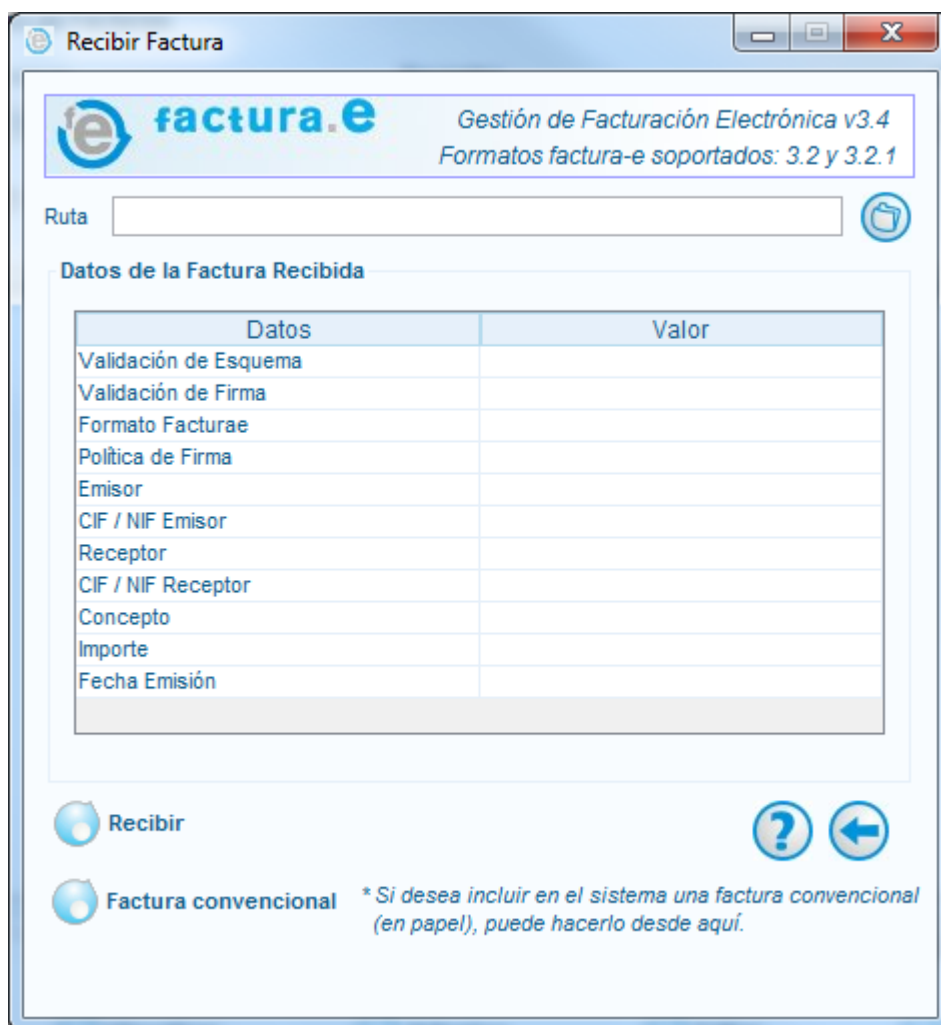 Recibir Factura
factura.e
Gestión de Facturación Electrónica v3.4
Formatos factura-e soportados: 3.2 y 3.2.1
Ruta
Datos de la Factura Recibida
Datos Valor
Validación de Esquema
Validación de Firma
Formato Facturae
Política de Firma
Emisor
CIF / NIF Emisor
Receptor
CIF / NIF Receptor
Concepto
Importe
Fecha Emisión
Recibir
Factura convencional
* Si desea incluir en el sistema una factura convencional
(en papel), puede hacerlo desde aquí.